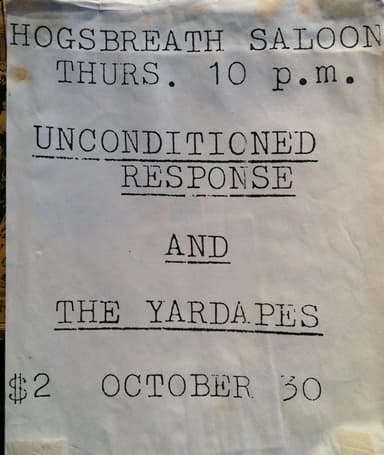 HOGSBREATH SALOON
THURS. 10 p.m.
UNCONDITIONED
RESPONSE
AND
THE YARDAPES
$2 OCTOBER 30